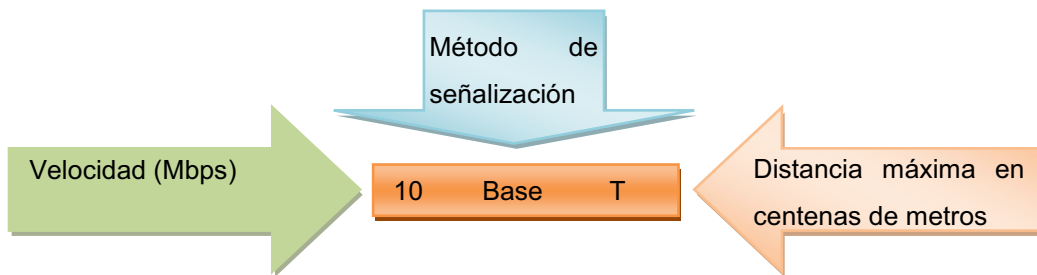 Método de
señalización
Velocidad (Mbps)
10 Base T
Distancia máxima en
centenas de metros